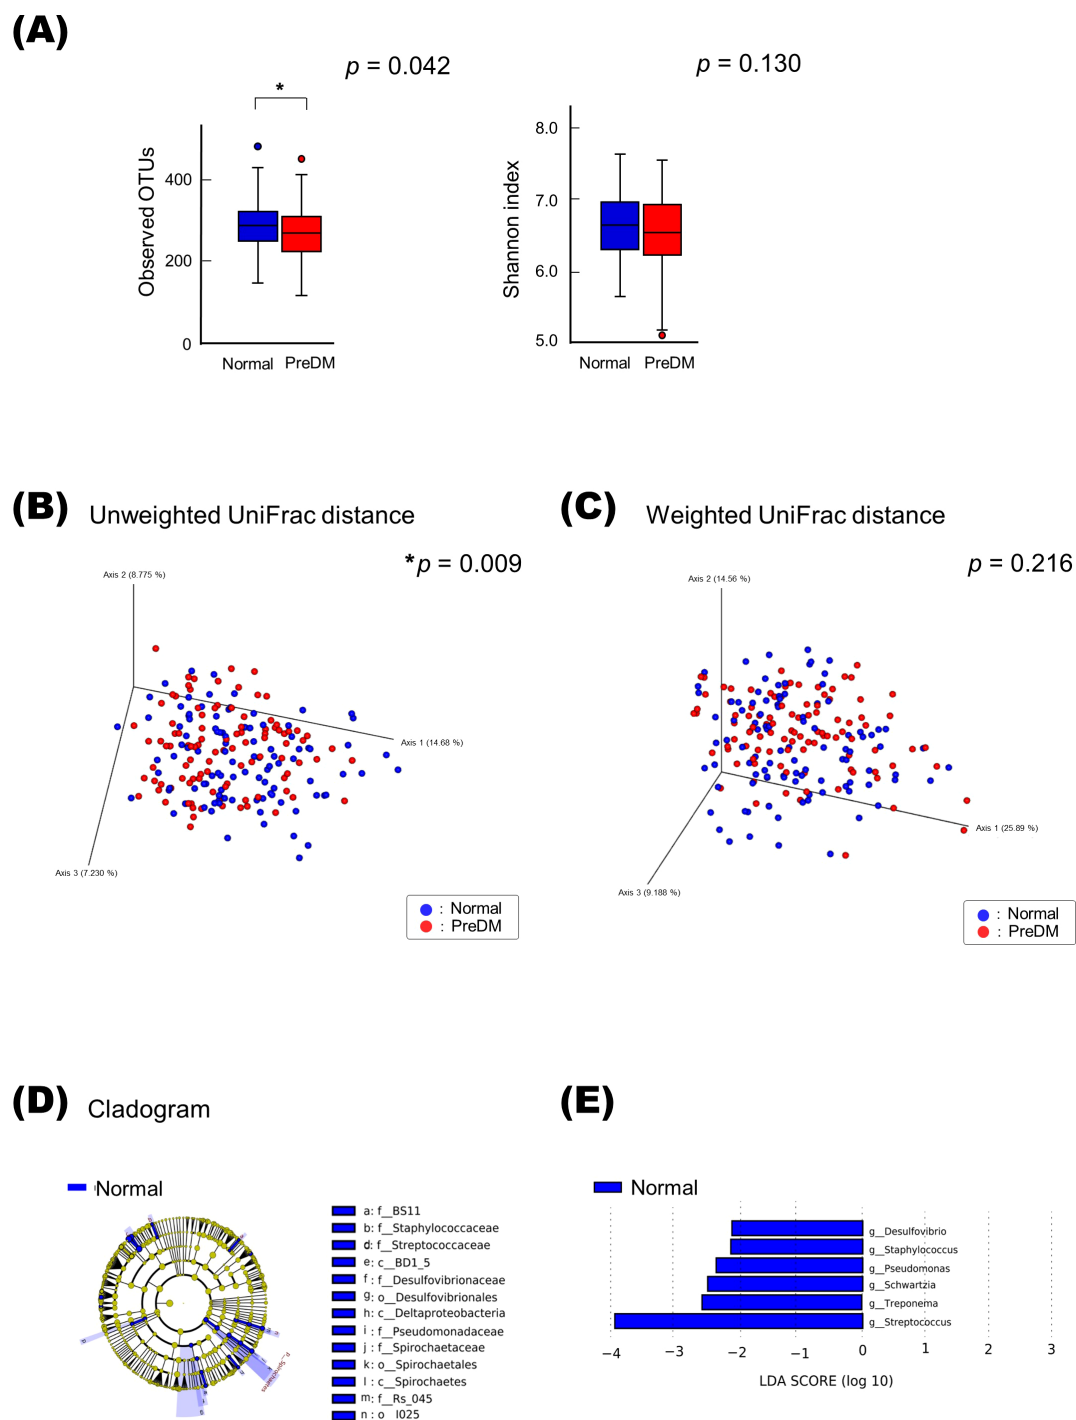 (A)
p = 0.042
p = 0.130
*
Observed OTUs
400
200
0
Normal PreDM
Shannon index
8.0
7.0
6.0
5.0
Normal PreDM
(B) Unweighted UniFrac distance
*p = 0.009
Axis 2 (8.775 %)
Axis 1 (14.68 %)
Axis 3 (7.230 %)
: Normal
: PreDM
(C) Weighted UniFrac distance
p = 0.216
Axis 2 (14.56 %)
Axis 1 (25.89 %)
Axis 3 (9.188 %)
: Normal
: PreDM
(D) Cladogram
Normal
p__Spirochaetes
a: f__BS11
b: f__Staphylococcaceae
d: f__Streptococcaceae
e: c__BD1_5
f : f__Desulfovibrionaceae
g: o__Desulfovibrionales
h: c__Deltaproteobacteria
i : f__Pseudomonadaceae
j : f__Spirochaetaceae
k: o__Spirochaetales
l : c__Spirochaetes
m: f__Rs_045
n : o__I025
(E)
Normal
g__Desulfovibrio
g__Staphylococcus
g__Pseudomonas
g__Schwartzia
g__Treponema
g__Streptococcus
−4 −3 −2 −1 0 1 2 3
LDA SCORE (log 10)